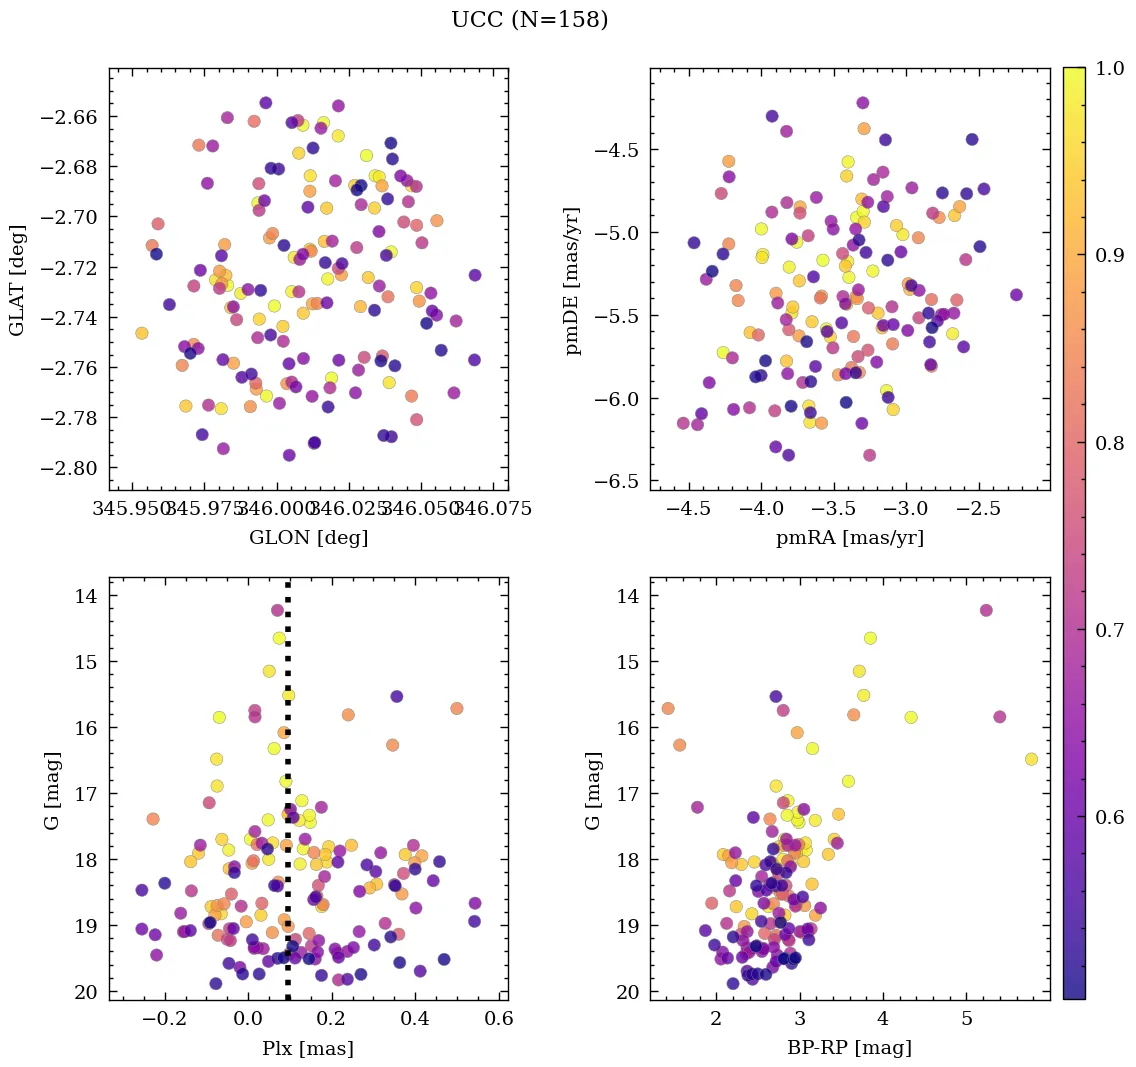 UCC (N=158)
−2.66
−2.68
−2.70
−2.72
−2.74
−2.76
−2.78
−2.80
GLAT [deg]
345.950 345.975 346.000 346.025 346.050 346.075
GLON [deg]
−4.5
−5.0
−5.5
−6.0
−6.5
pmDE [mas/yr]
−4.5 −4.0 −3.5 −3.0 −2.5
pmRA [mas/yr]
14
15
16
17
18
19
20
G [mag]
−0.2 0.0 0.2 0.4 0.6
Plx [mas]
14
15
16
17
18
19
20
G [mag]
2 3 4 5
BP-RP [mag]
1.0
0.9
0.8
0.7
0.6